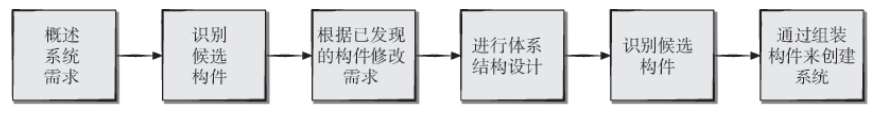 概述
系统
需求
识别
候选
构件
根据已发现
的构件修改
需求
进行体系
结构设计
识别候选
构件
通过组装
构件来创建
系统